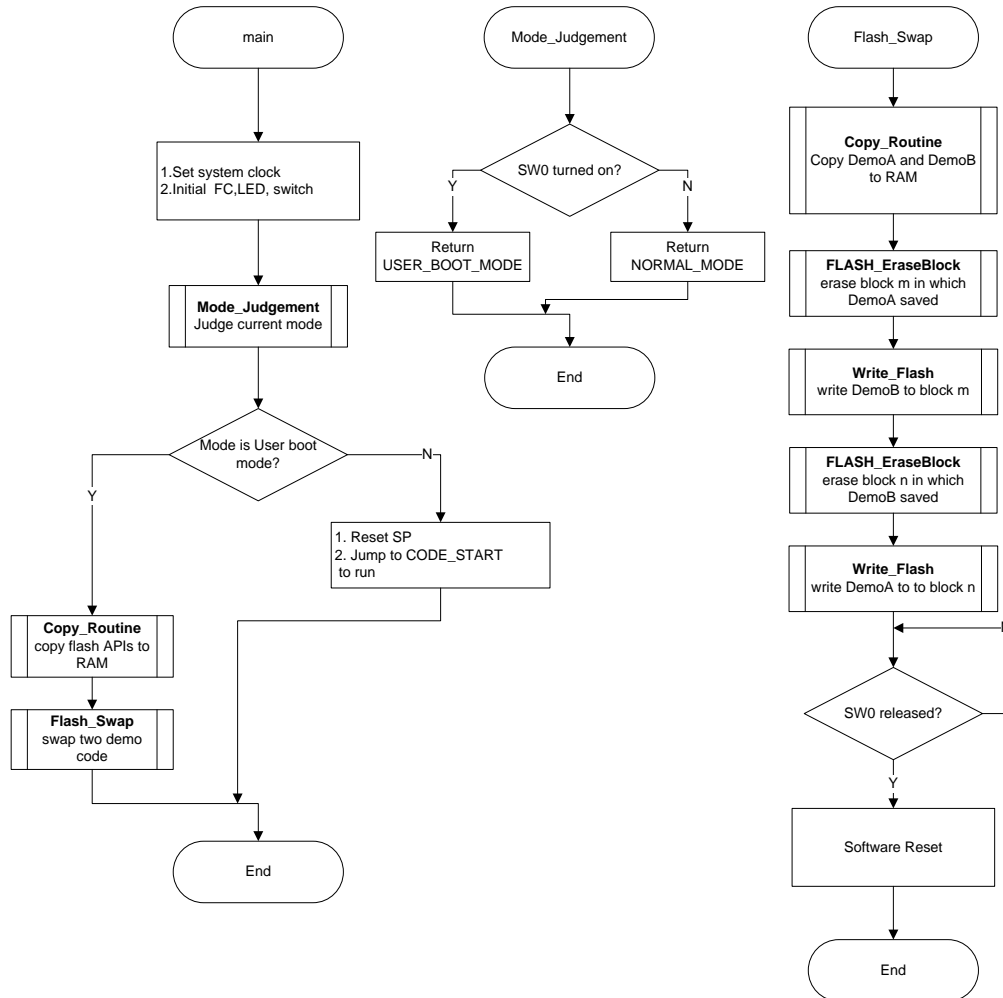 main
1.Set system clock
2.Initial  FC,LED, switch
Mode_Judgement
Judge current mode
Mode is User boot
mode?
Y
N
1. Reset SP
2. Jump to CODE_START
to run
Copy_Routine
copy flash APIs to
RAM
Flash_Swap
swap two demo
code
End
Mode_Judgement
SW0 turned on?
Y
N
Return
USER_BOOT_MODE
Return
NORMAL_MODE
End
Flash_Swap
Copy_Routine
Copy DemoA and DemoB
to RAM
FLASH_EraseBlock
erase block m in which
DemoA saved
Write_Flash
write DemoB to block m
FLASH_EraseBlock
erase block n in which
DemoB saved
Write_Flash
write DemoA to to block n
SW0 released?
Y
Software Reset
End